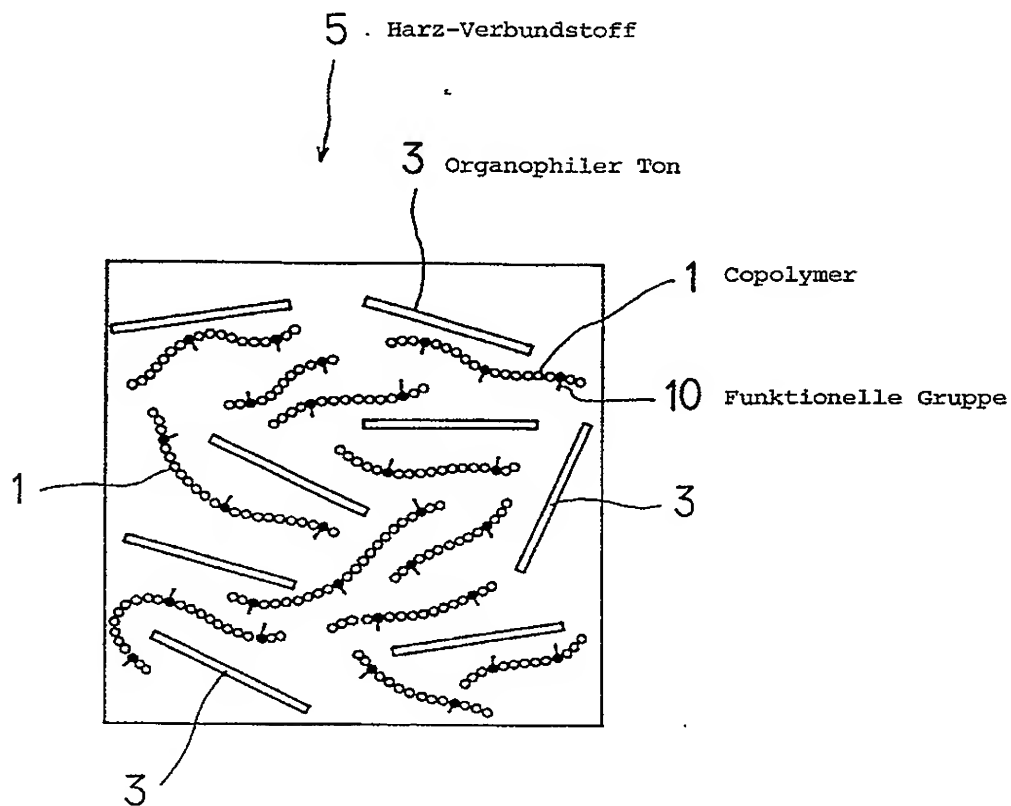 5 . Harz-Verbundstoff
3 Organophiler Ton
1 Copolymer
10 Funktionelle Gruppe
1
3
3